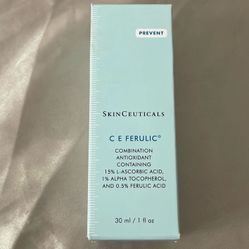 PREVENT
SKINCEUTICALS
C E FERULIC®
COMBINATION
ANTIOXIDANT
CONTAINING
15% L-ASCORBIC ACID,
1% ALPHA TOCOPHEROL,
AND 0.5% FERULIC ACID
30 ml / 1 fl oz